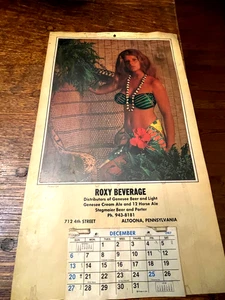 ROXY BEVERAGE
Distributors of Genesee Beer and Light
Genesee Cream Ale and 12 Horse Ale
Stegmaier Beer and Porter
Ph. 943-8181
713 4th STREET ALTOONA, PENNSYLVANIA
DECEMBER
1 2 3 4 5
6 7 8 9 10 11 12
13 14 15 16 17 18 19
20 21 22 23 24 25 26
27 28 29 30 31